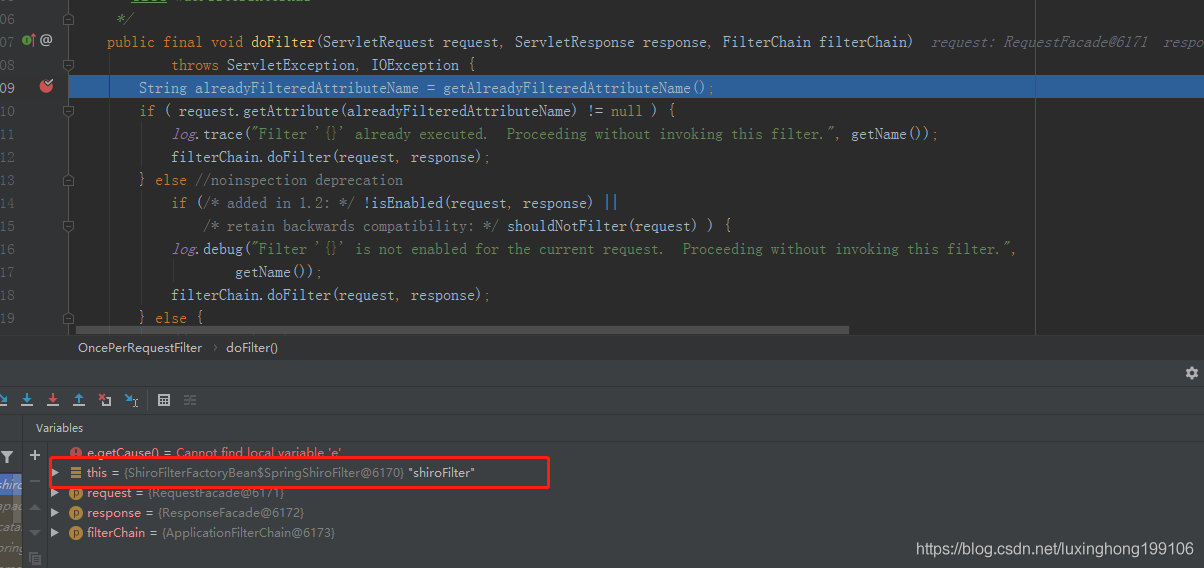 06 */
07 @ public final void doFilter(ServletRequest request, ServletResponse response, FilterChain filterChain) request: RequestFacade@6171 respo
08 throws ServletException, IOException {
09 String alreadyFilteredAttributeName = getAlreadyFilteredAttributeName();
10 if ( request.getAttribute(alreadyFilteredAttributeName) != null ) {
11 log.trace("Filter '{}' already executed.  Proceeding without invoking this filter.", getName());
12 filterChain.doFilter(request, response);
13 } else //noinspection deprecation
14 if (/* added in 1.2: */ !isEnabled(request, response) ||
15 /* retain backwards compatibility: */ shouldNotFilter(request) ) {
16 log.debug("Filter '{}' is not enabled for the current request.  Proceeding without invoking this filter.",
17 getName());
18 filterChain.doFilter(request, response);
19 } else {
OncePerRequestFilter › doFilter()
Variables
e.getCause() = Cannot find local variable 'e'
this = {ShiroFilterFactoryBean$SpringShiroFilter@6170} "shiroFilter"
shiro
request = {RequestFacade@6171}
response = {ResponseFacade@6172}
filterChain = {ApplicationFilterChain@6173}
https://blog.csdn.net/luxinghong199106